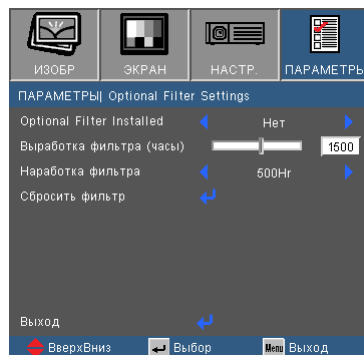 ИЗОБР ЭКРАН НАСТР. ПАРАМЕТРЫ
ПАРАМЕТРЫ| Optional Filter Settings
Optional Filter Installed Нет
Выработка фильтра (часы) 1500
Наработка фильтра 500Hr
Сбросить фильтр
Выход
ВверхВниз Выбор Menu Выход